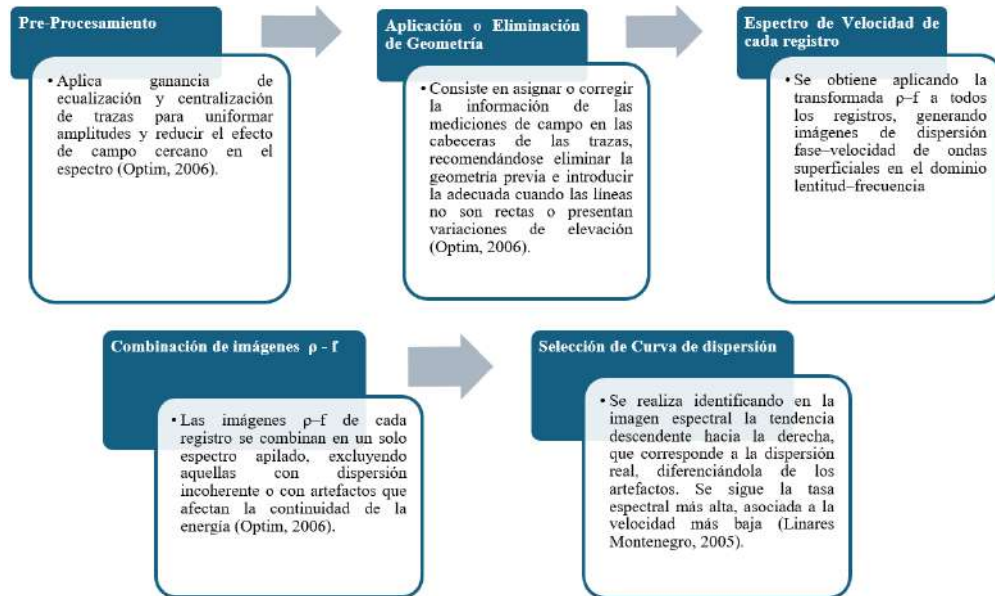 Pre-Procesamiento
• Aplica ganancia de
ecualización y centralización
de trazas para uniformar
amplitudes y reducir el efecto
de campo cercano en el
espectro (Optim, 2006).
Aplicación o Eliminación
de Geometría
• Consiste en asignar o corregir
la información de las
mediciones de campo en las
cabeceras de las trazas,
recomendándose eliminar la
geometría previa e introducir
la adecuada cuando las líneas
no son rectas o presentan
variaciones de elevación
(Optim, 2006).
Espectro de Velocidad de
cada registro
• Se obtiene aplicando la
transformada ρ–f a todos
los registros, generando
imágenes de dispersión
fase–velocidad de ondas
superficiales en el dominio
lentitud–frecuencia
Combinación de imágenes ρ - f
• Las imágenes ρ–f de cada
registro se combinan en un solo
espectro apilado, excluyendo
aquellas con dispersión
incoherente o con artefactos que
afectan la continuidad de la
energía (Optim, 2006).
Selección de Curva de dispersión
• Se realiza identificando en la
imagen espectral la tendencia
descendente hacia la derecha,
que corresponde a la dispersión
real, diferenciándola de los
artefactos. Se sigue la tasa
espectral más alta, asociada a la
velocidad más baja (Linares
Montenegro, 2005).